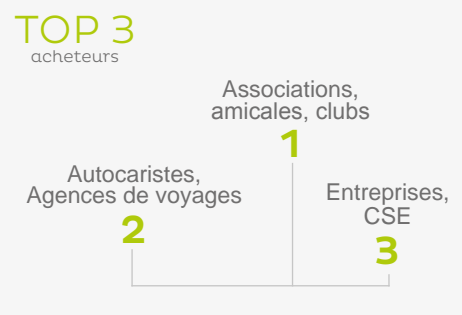 TOP 3
acheteurs
Associations,
amicales, clubs
1
Autocaristes,
Agences de voyages
2
Entreprises,
CSE
3